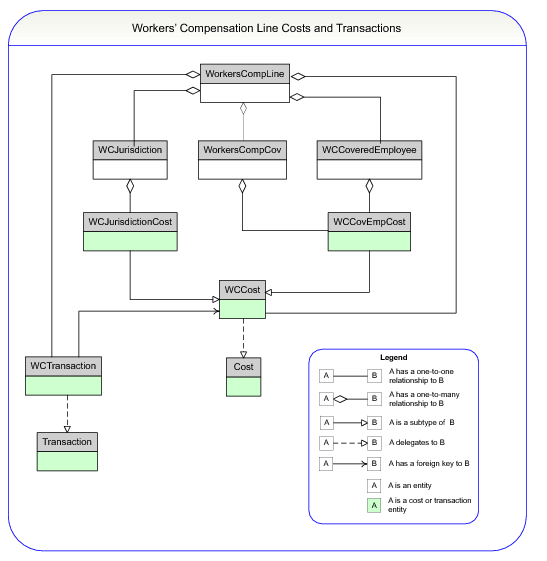 Workers' Compensation Line Costs and Transactions
WorkersCompLine
WCJurisdiction
WorkersCompCov
WCCoveredEmployee
WCJurisdictionCost
WCCovEmpCost
WCCost
WCTransaction
Cost
Transaction
Legend
A B A has a one-to-one
relationship to B
A B A has a one-to-many
relationship to B
A B A is a subtype of B
A B A delegates to B
A B A has a foreign key to B
A A is an entity
A A is a cost or transaction
entity